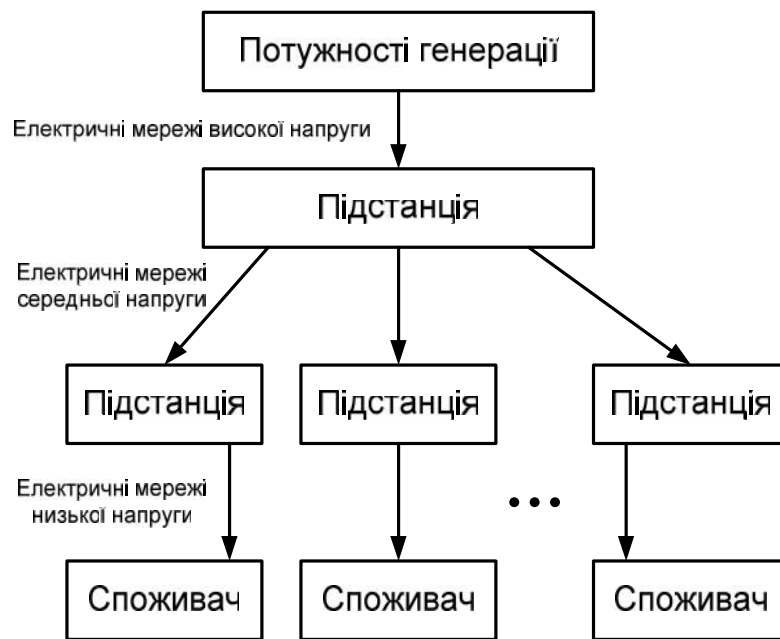 Потужності генерації
Електричні мережі високої напруги
Підстанція
Електричні мережі
середньої напруги
Підстанція
Підстанція
Підстанція
Електричні мережі
низької напруги
...
Споживач
Споживач
Споживач